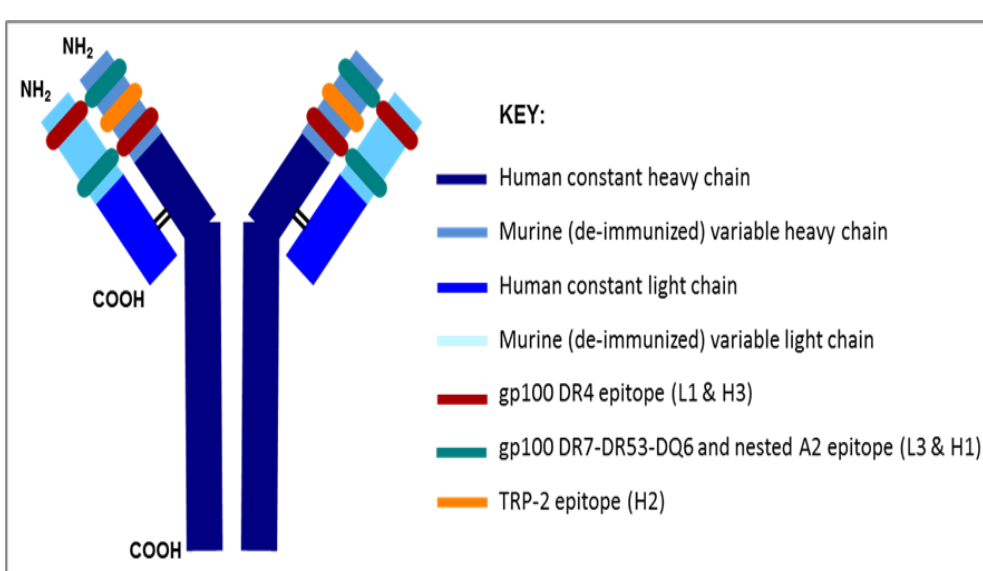 NH₂
NH₂
COOH
COOH
KEY:
Human constant heavy chain
Murine (de-immunized) variable heavy chain
Human constant light chain
Murine (de-immunized) variable light chain
gp100 DR4 epitope (L1 & H3)
gp100 DR7-DR53-DQ6 and nested A2 epitope (L3 & H1)
TRP-2 epitope (H2)